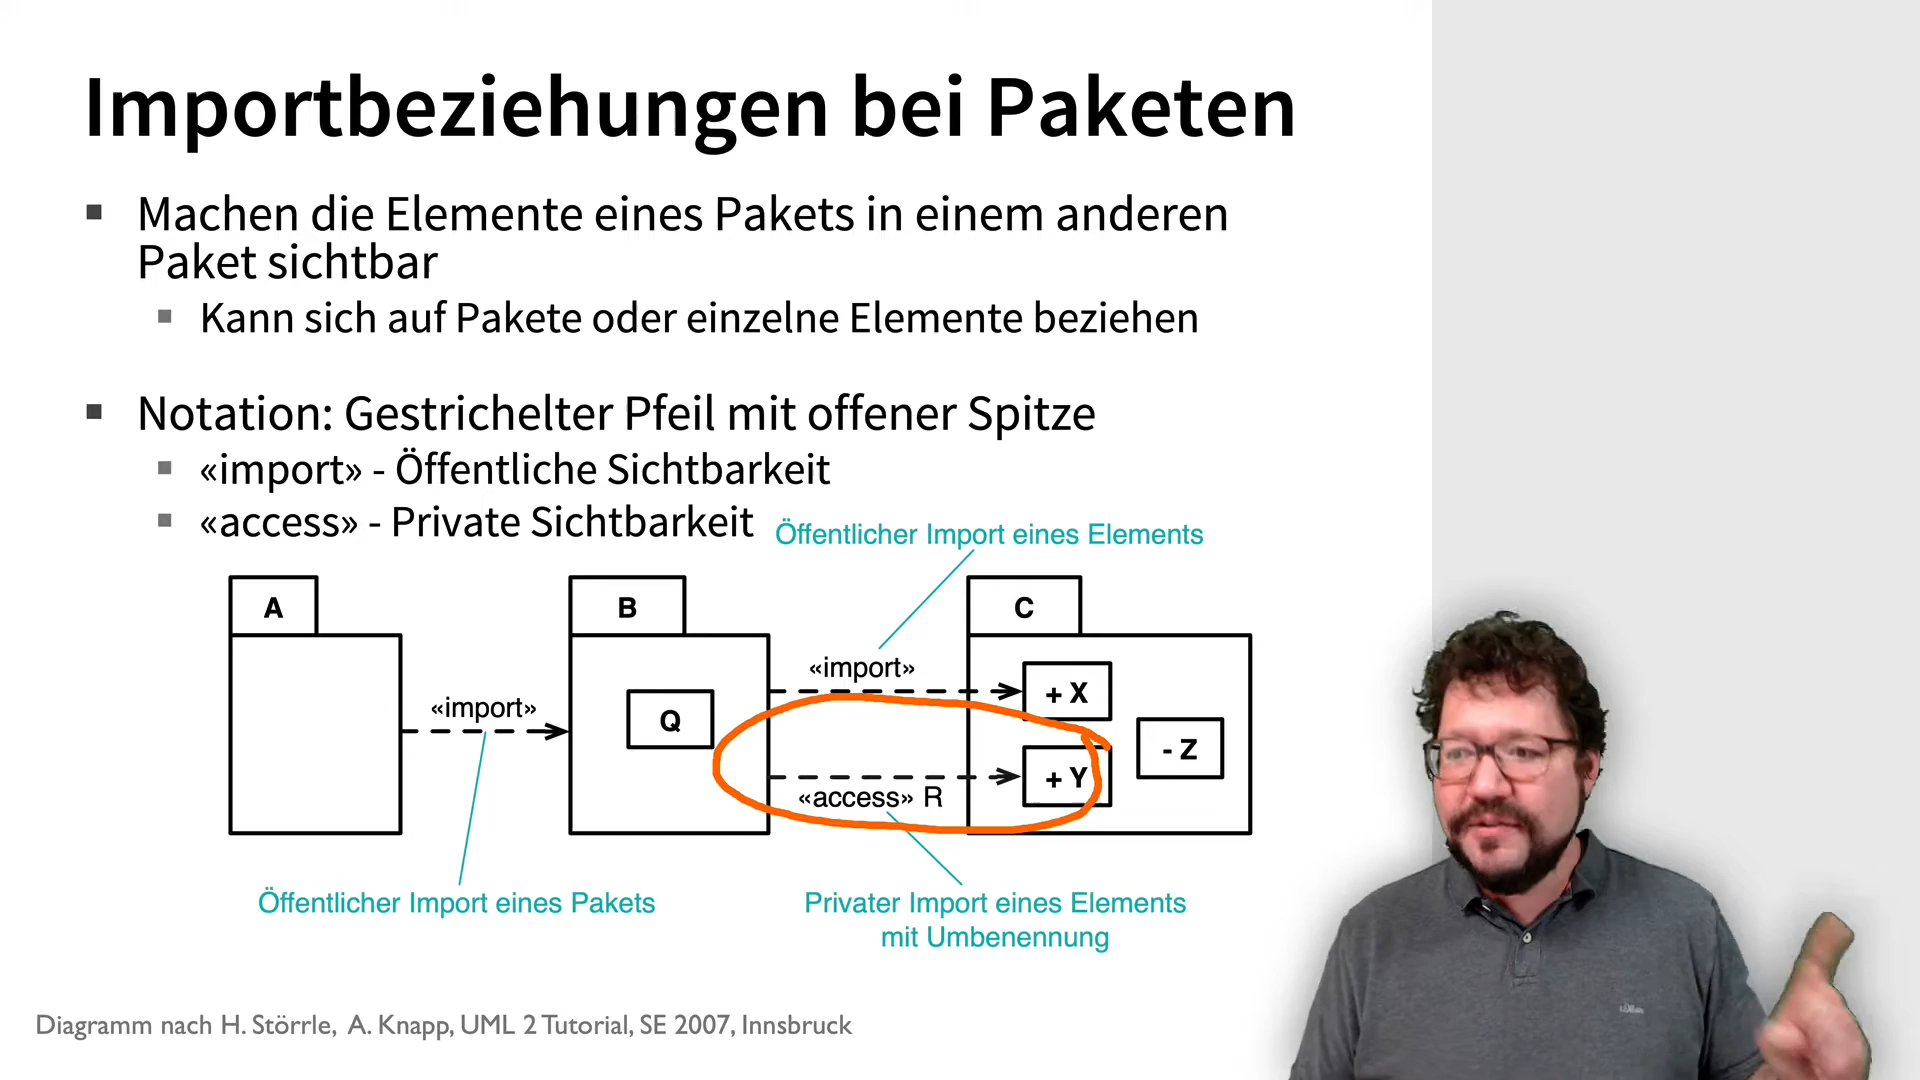 Importbeziehungen bei Paketen
▪ Machen die Elemente eines Pakets in einem anderen
Paket sichtbar
▪ Kann sich auf Pakete oder einzelne Elemente beziehen
▪ Notation: Gestrichelter Pfeil mit offener Spitze
▪ «import» - Öffentliche Sichtbarkeit
▪ «access» - Private Sichtbarkeit
Öffentlicher Import eines Elements
A
B
C
«import»
«import»
+ X
Q
- Z
+ Y
«access» R
Öffentlicher Import eines Pakets
Privater Import eines Elements
mit Umbenennung
Diagramm nach H. Störrle, A. Knapp, UML 2 Tutorial, SE 2007, Innsbruck